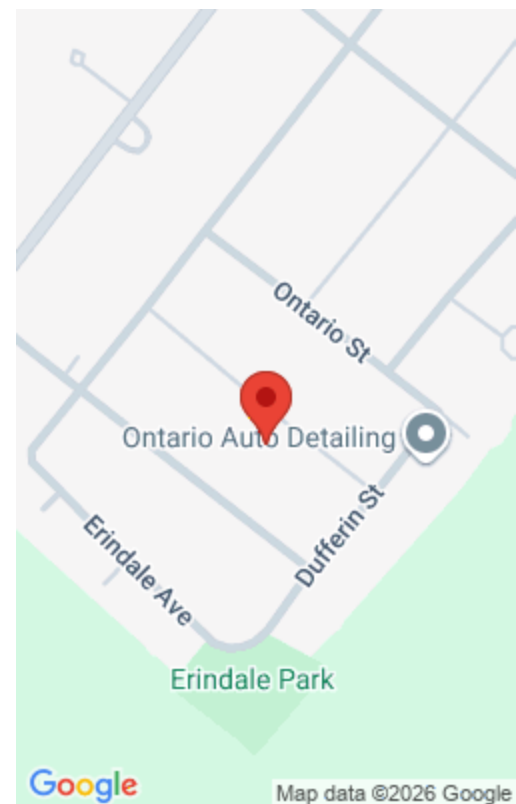 Ontario St
Ontario Auto Detailing
Dufferin St
Erindale Ave
Erindale Park
Google
Map data ©2026 Google